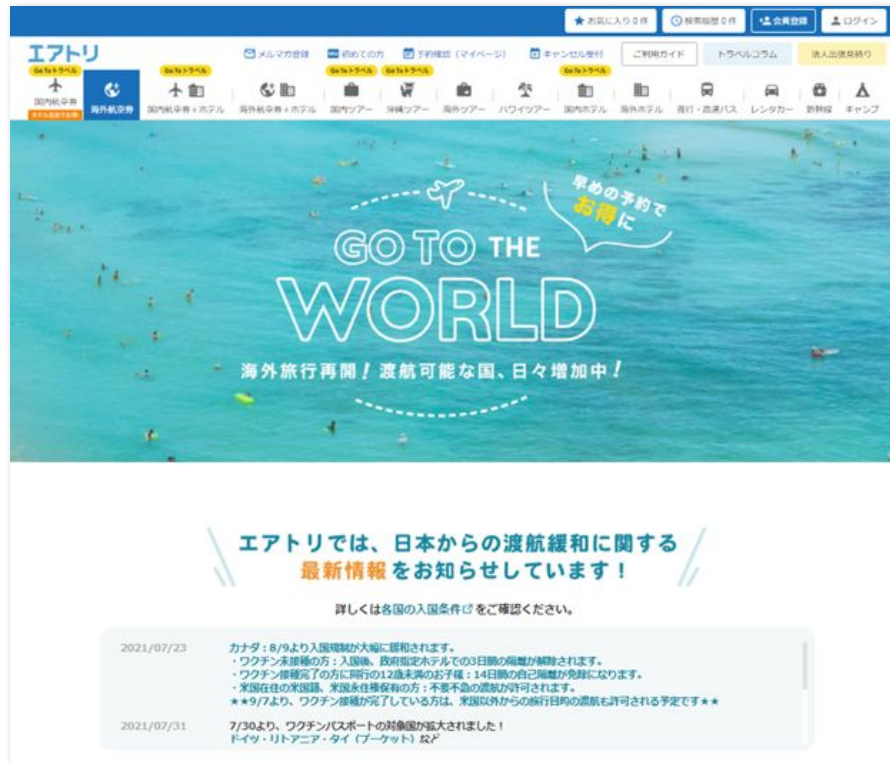 ★お気に入り0件
検索履歴0件
会員登録
ログイン
エアトリ
メルマガ登録
初めての方
予約確認(マイページ)
キャンセル受付
ご利用ガイド
トラベルコラム
法人出張見積り
Go To トラベル
Go To トラベル
Go To トラベル
Go To トラベル
Go To トラベル
国内航空券
海外航空券
国内航空券+ホテル
海外航空券+ホテル
国内ツアー
沖縄ツアー
海外ツアー
ハワイツアー
国内ホテル
海外ホテル
夜行・高速バス
レンタカー
新幹線
キャンプ
早めの予約で
お得に
GO TO THE
WORLD
海外旅行再開!渡航可能な国、日々増加中!
エアトリでは、日本からの渡航緩和に関する
最新情報をお知らせしています!
詳しくは各国の入国条件をご確認ください。
2021/07/23
カナダ:8/9より入国規制が大幅に緩和されます。
・ワクチン未接種の方:入国後、政府指定ホテルでの3日間の隔離が解除されます。
・ワクチン接種完了の方に同行の12歳未満のお子様:14日間の自己隔離が免除になります。
・米国在住の米国籍、米国永住権保有の方:不要不急の渡航が許可されます。
★★9/7より、ワクチン接種が完了している方は、米国以外からの旅行目的の渡航も許可される予定です★★
2021/07/31
7/30より、ワクチンパスポートの対象国が拡大されました!
ドイツ・リトアニア・タイ(プーケット)など